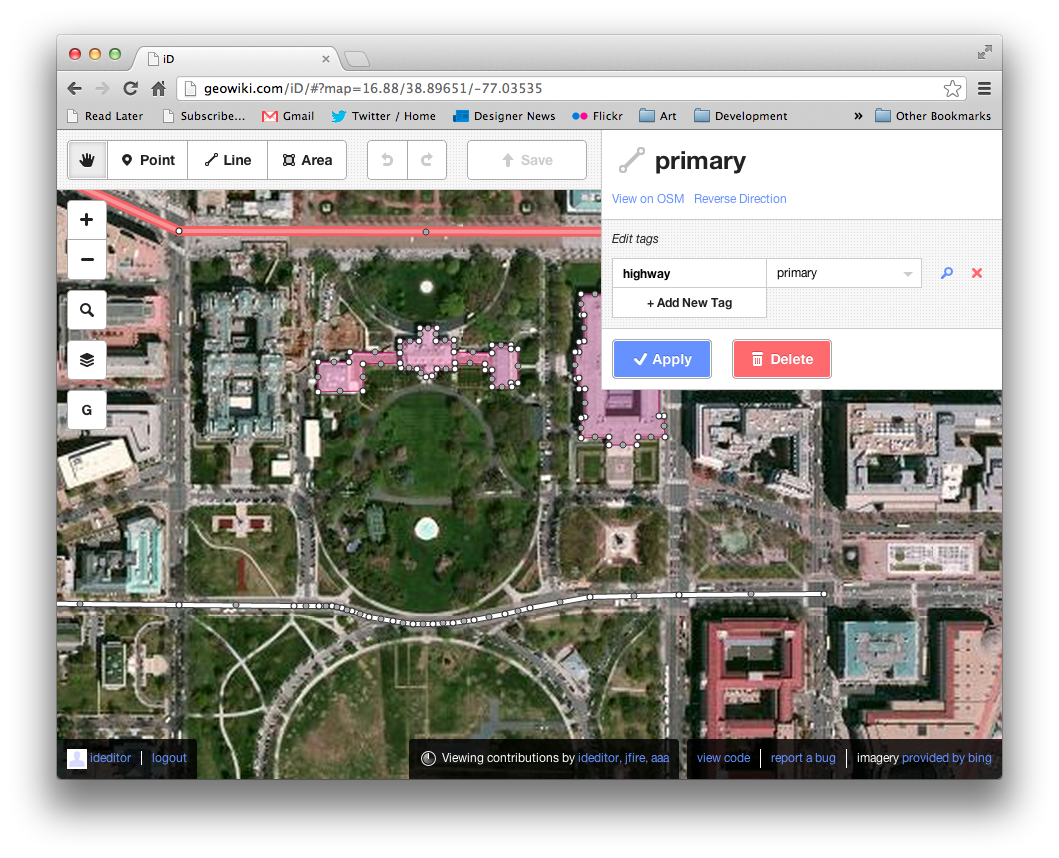 iD
geowiki.com/iD/#?map=16.88/38.89651/-77.03535
Read Later Subscribe... Gmail Twitter / Home Designer News Flickr Art Development » Other Bookmarks
Point Line Area Save
primary
View on OSM Reverse Direction
Edit tags
highway primary
+ Add New Tag
Apply Delete
+
−
G
ideditor logout
Viewing contributions by ideditor, jfire, aaa
view code report a bug imagery provided by bing